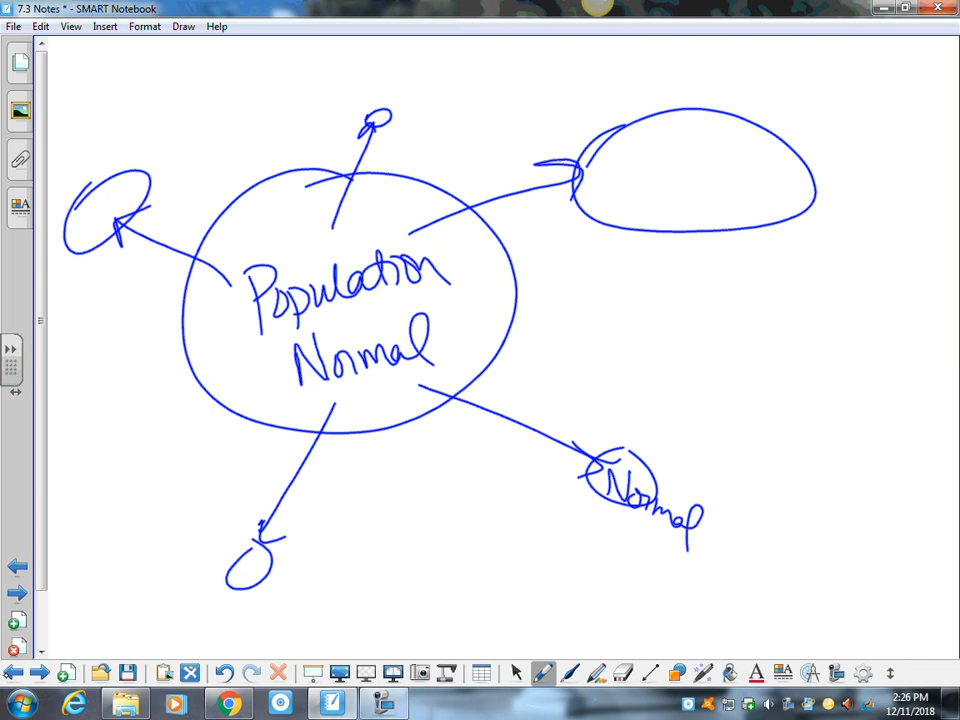 7.3 Notes * - SMART Notebook
File Edit View Insert Format Draw Help
Population
Normal
Normal
2:26 PM
12/11/2018